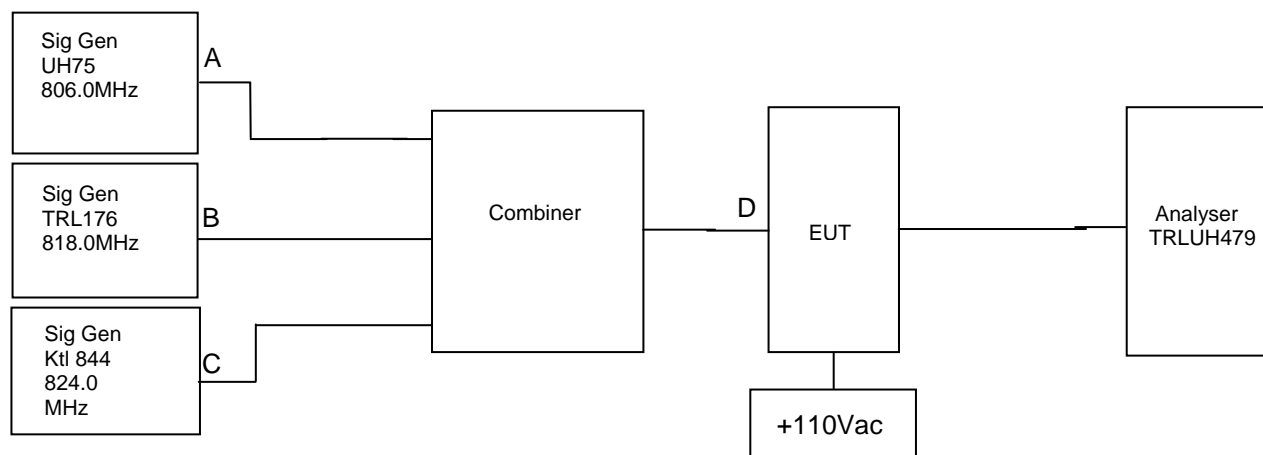 Sig Gen
UH75
806.0MHz
A
Sig Gen
TRL176
818.0MHz
B
Sig Gen
Ktl 844
824.0
MHz
C
Combiner
D
EUT
+110Vac
Analyser
TRLUH479